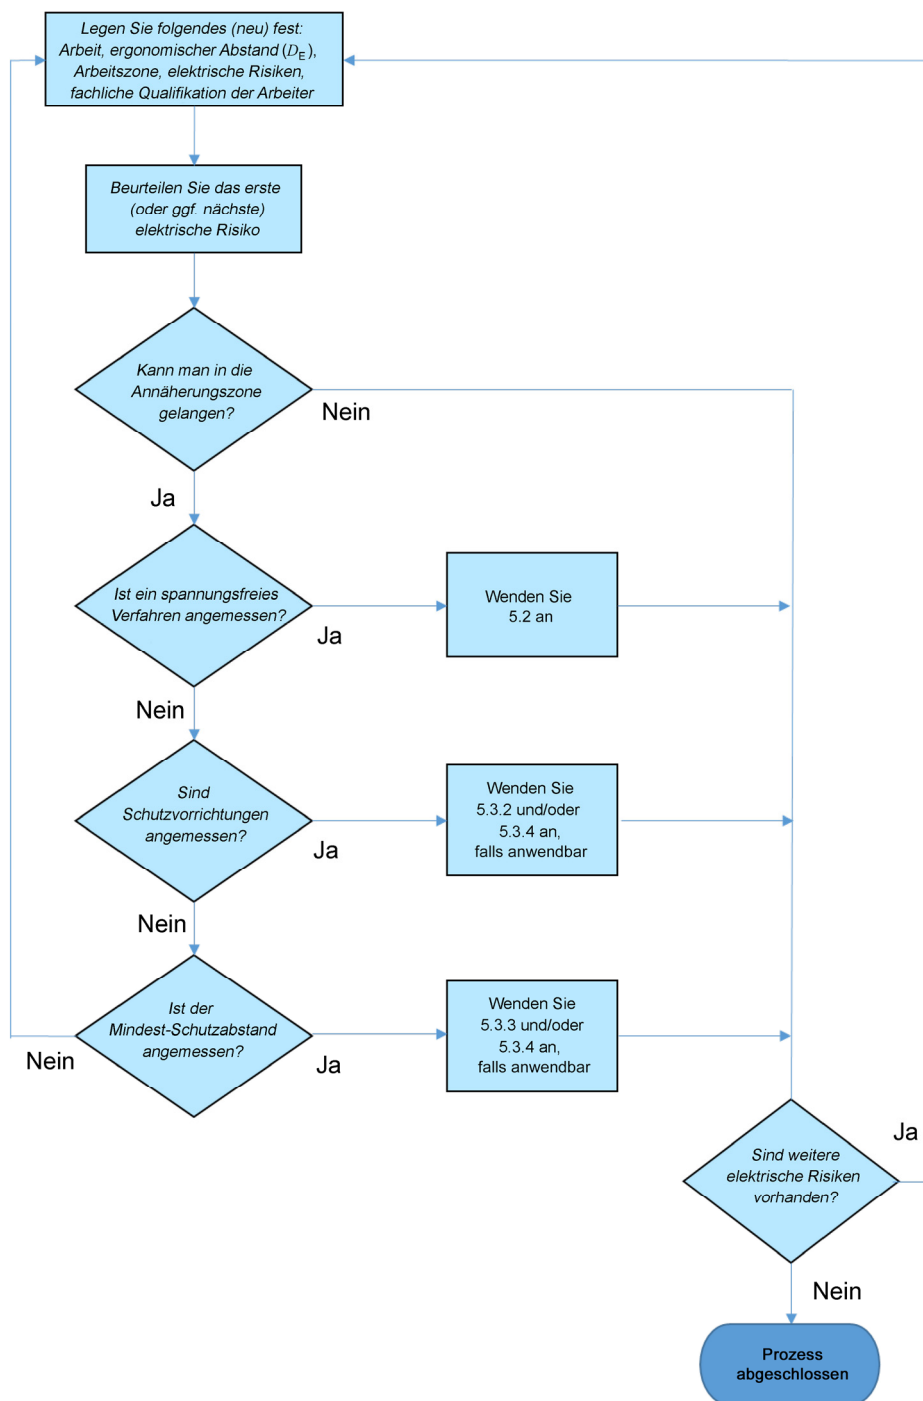 Legen Sie folgendes (neu) fest:
Arbeit, ergonomischer Abstand (DE),
Arbeitszone, elektrische Risiken,
fachliche Qualifikation der Arbeiter
Beurteilen Sie das erste
(oder ggf. nächste)
elektrische Risiko
Kann man in die
Annäherungszone
gelangen?
Nein
Ja
Ist ein spannungsfreies
Verfahren angemessen?
Ja
Wenden Sie
5.2 an
Nein
Sind
Schutzvorrichtungen
angemessen?
Ja
Wenden Sie
5.3.2 und/oder
5.3.4 an,
falls anwendbar
Nein
Ist der
Mindest-Schutzabstand
angemessen?
Nein
Ja
Wenden Sie
5.3.3 und/oder
5.3.4 an,
falls anwendbar
Sind weitere
elektrische Risiken
vorhanden?
Ja
Nein
Prozess
abgeschlossen